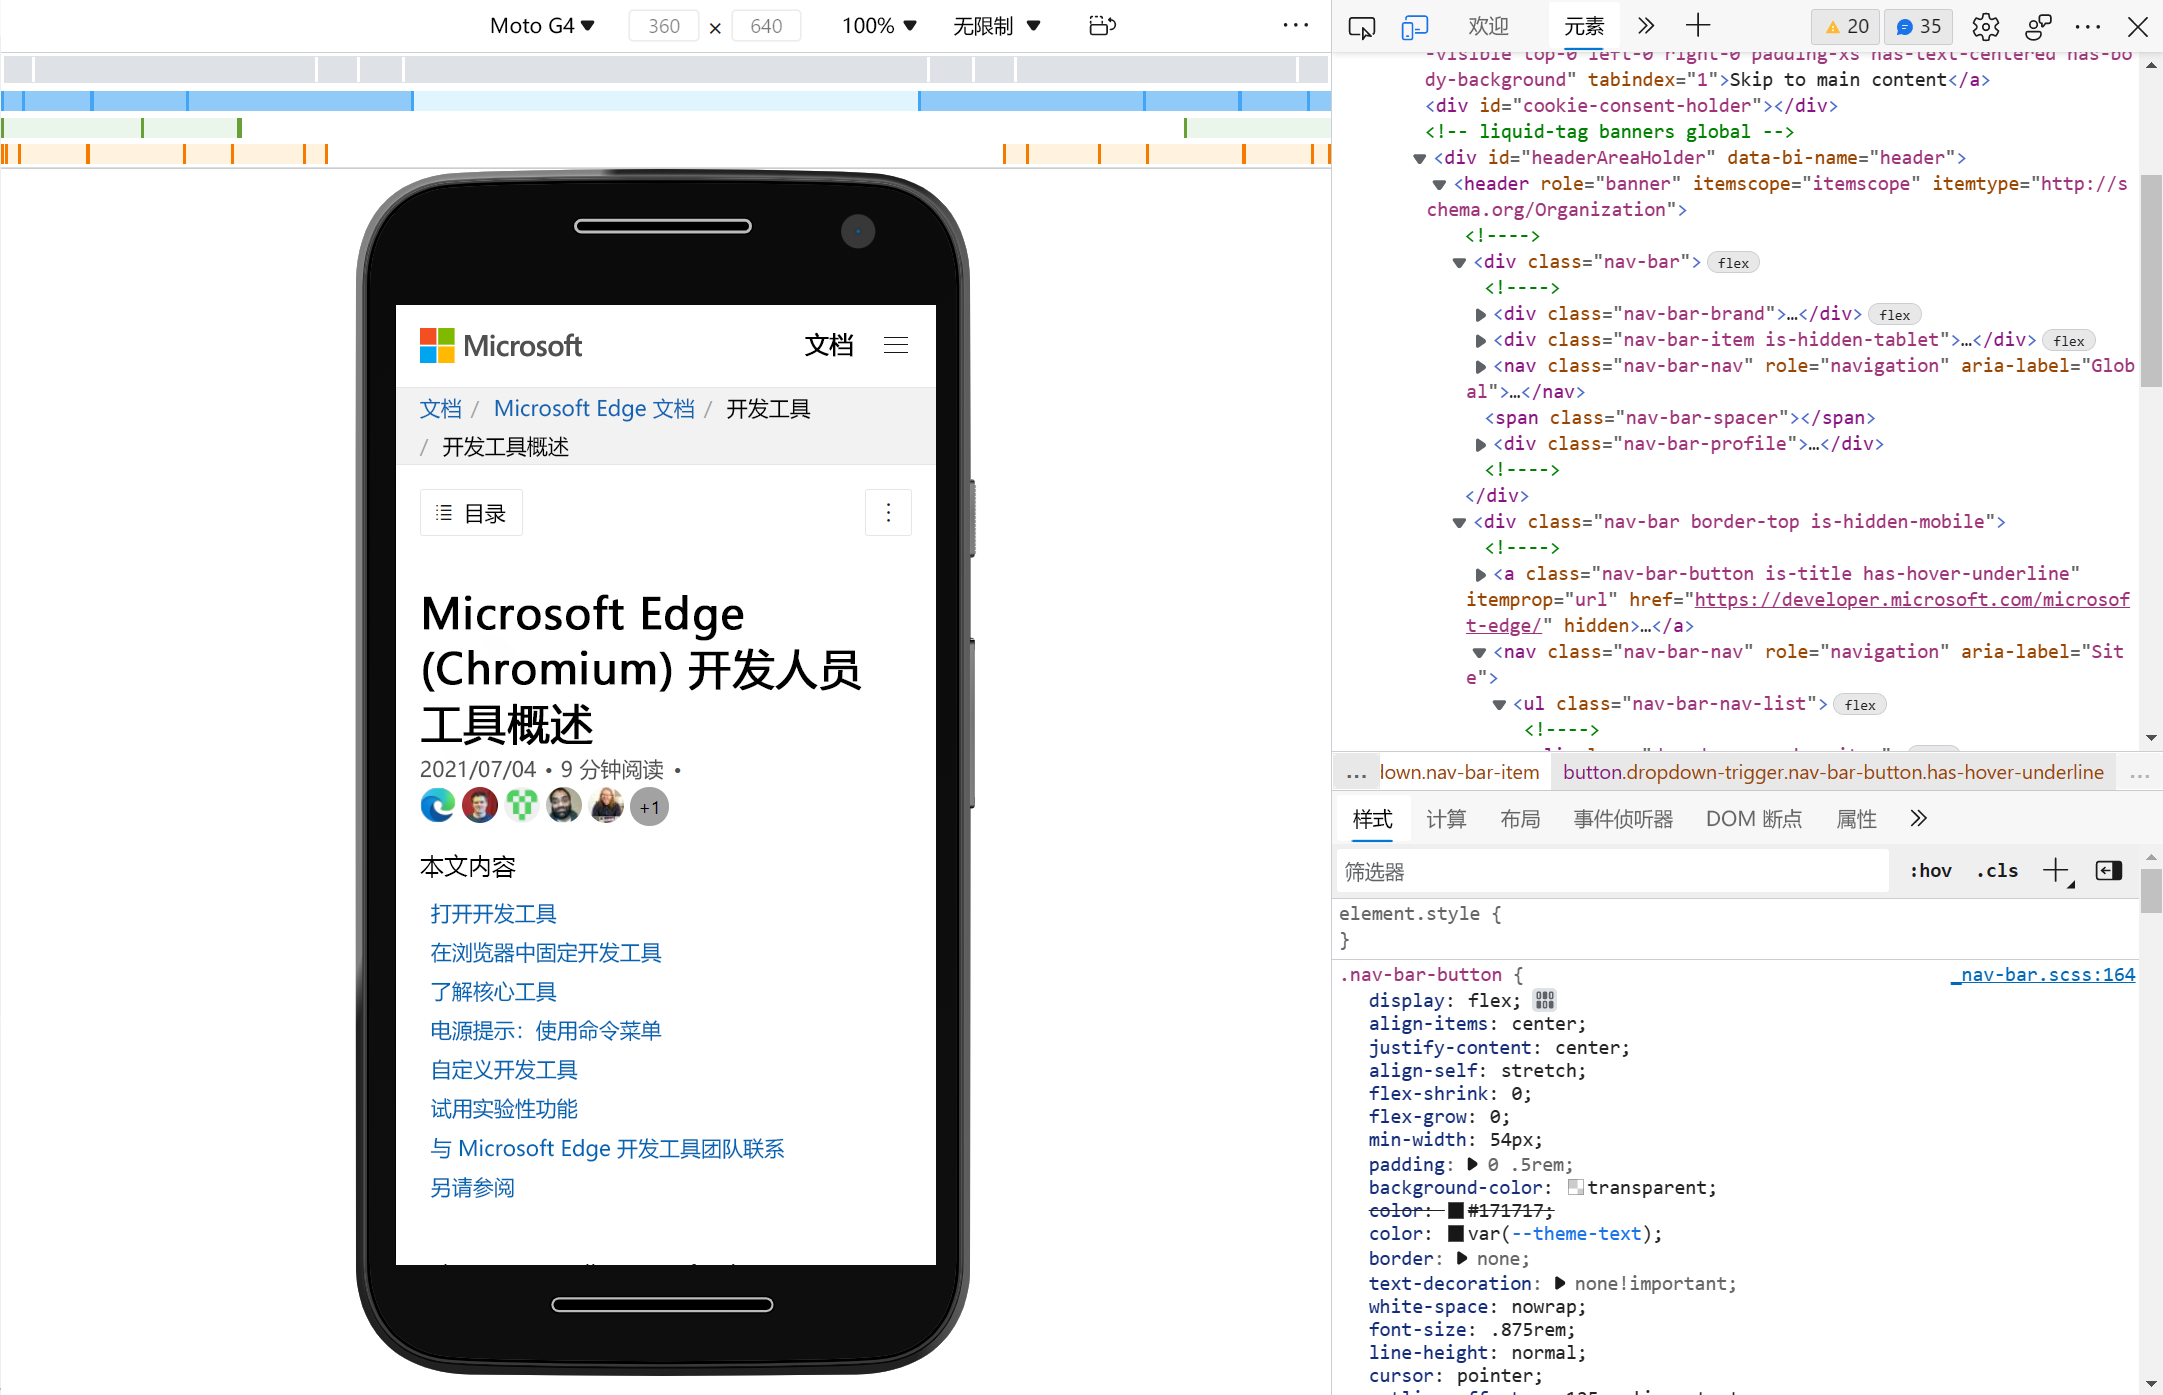 Moto G4 360 × 640 100% 无限制
欢迎 元素 20 35
-visible top-0 left-0 right-0 padding-xs has-text-centered has-bo
dy-background" tabindex="1">Skip to main content</a>
<div id="cookie-consent-holder"></div>
<!-- liquid-tag banners global -->
<div id="headerAreaHolder" data-bi-name="header">
<header role="banner" itemscope="itemscope" itemtype="http://s
chema.org/Organization">
<!---->
<div class="nav-bar"> flex
<!---->
<div class="nav-bar-brand">…</div> flex
<div class="nav-bar-item is-hidden-tablet">…</div> flex
<nav class="nav-bar-nav" role="navigation" aria-label="Glob
al">…</nav>
<span class="nav-bar-spacer"></span>
<div class="nav-bar-profile">…</div>
<!---->
</div>
<div class="nav-bar border-top is-hidden-mobile">
<!---->
<a class="nav-bar-button is-title has-hover-underline"
itemprop="url" href="https://developer.microsoft.com/microsof
t-edge/" hidden>…</a>
<nav class="nav-bar-nav" role="navigation" aria-label="Sit
e">
<ul class="nav-bar-nav-list"> flex
<!---->
... lown.nav-bar-item button.dropdown-trigger.nav-bar-button.has-hover-underline ...
样式 计算 布局 事件侦听器 DOM 断点 属性
筛选器 :hov .cls
element.style {
}
.nav-bar-button { _nav-bar.scss:164
display: flex;
align-items: center;
justify-content: center;
align-self: stretch;
flex-shrink: 0;
flex-grow: 0;
min-width: 54px;
padding: 0 .5rem;
background-color: transparent;
color: #171717;
color: var(--theme-text);
border: none;
text-decoration: none!important;
white-space: nowrap;
font-size: .875rem;
line-height: normal;
cursor: pointer;
Microsoft 文档
文档 / Microsoft Edge 文档 / 开发工具
/ 开发工具概述
目录
Microsoft Edge
(Chromium) 开发人员
工具概述
2021/07/04 • 9 分钟阅读 •
+1
本文内容
打开开发工具
在浏览器中固定开发工具
了解核心工具
电源提示：使用命令菜单
自定义开发工具
试用实验性功能
与 Microsoft Edge 开发工具团队联系
另请参阅